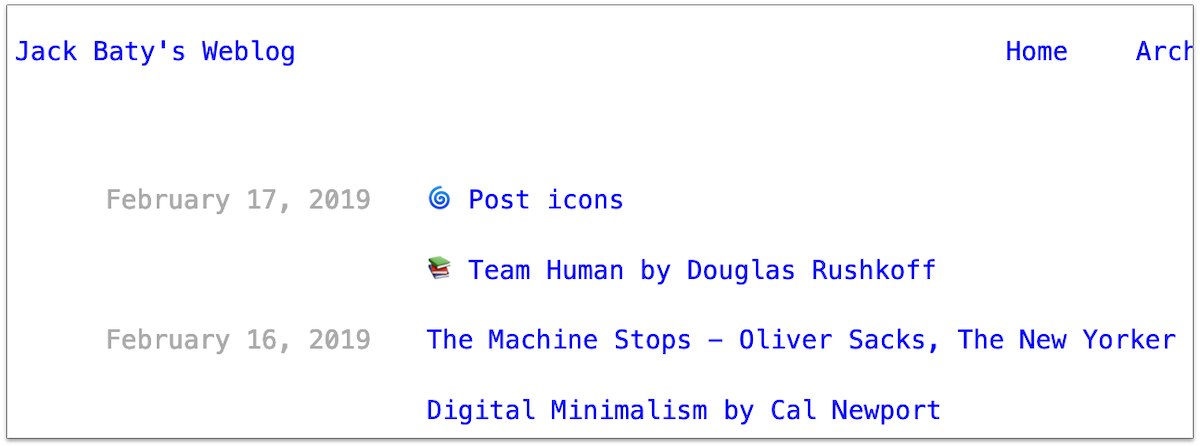 Jack Baty's Weblog Home Arch
February 17, 2019 🌀 Post icons
📚 Team Human by Douglas Rushkoff
February 16, 2019 The Machine Stops – Oliver Sacks, The New Yorker
Digital Minimalism by Cal Newport